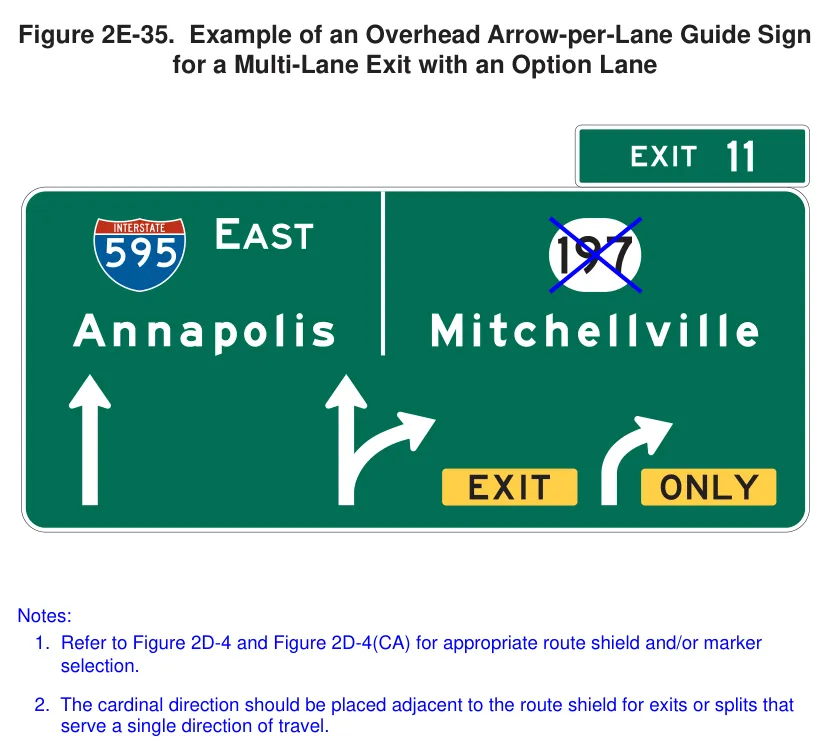 Figure 2E-35.  Example of an Overhead Arrow-per-Lane Guide Sign
for a Multi-Lane Exit with an Option Lane
EXIT 11
INTERSTATE
595
EAST
197
Annapolis
Mitchellville
EXIT
ONLY
Notes:
1. Refer to Figure 2D-4 and Figure 2D-4(CA) for appropriate route shield and/or marker
selection.
2. The cardinal direction should be placed adjacent to the route shield for exits or splits that
serve a single direction of travel.